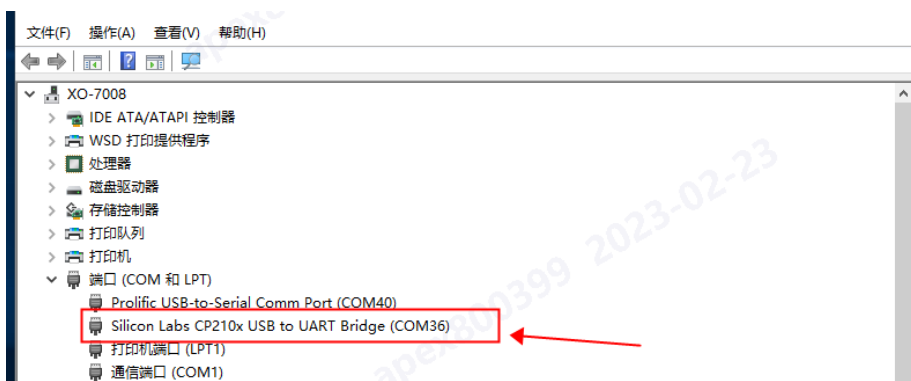 文件(F) 操作(A) 查看(V) 帮助(H)
XO-7008
IDE ATA/ATAPI 控制器
WSD 打印提供程序
处理器
磁盘驱动器
存储控制器
打印队列
打印机
端口 (COM 和 LPT)
Prolific USB-to-Serial Comm Port (COM40)
Silicon Labs CP210x USB to UART Bridge (COM36)
打印机端口 (LPT1)
通信端口 (COM1)
apex800399 2023-02-23